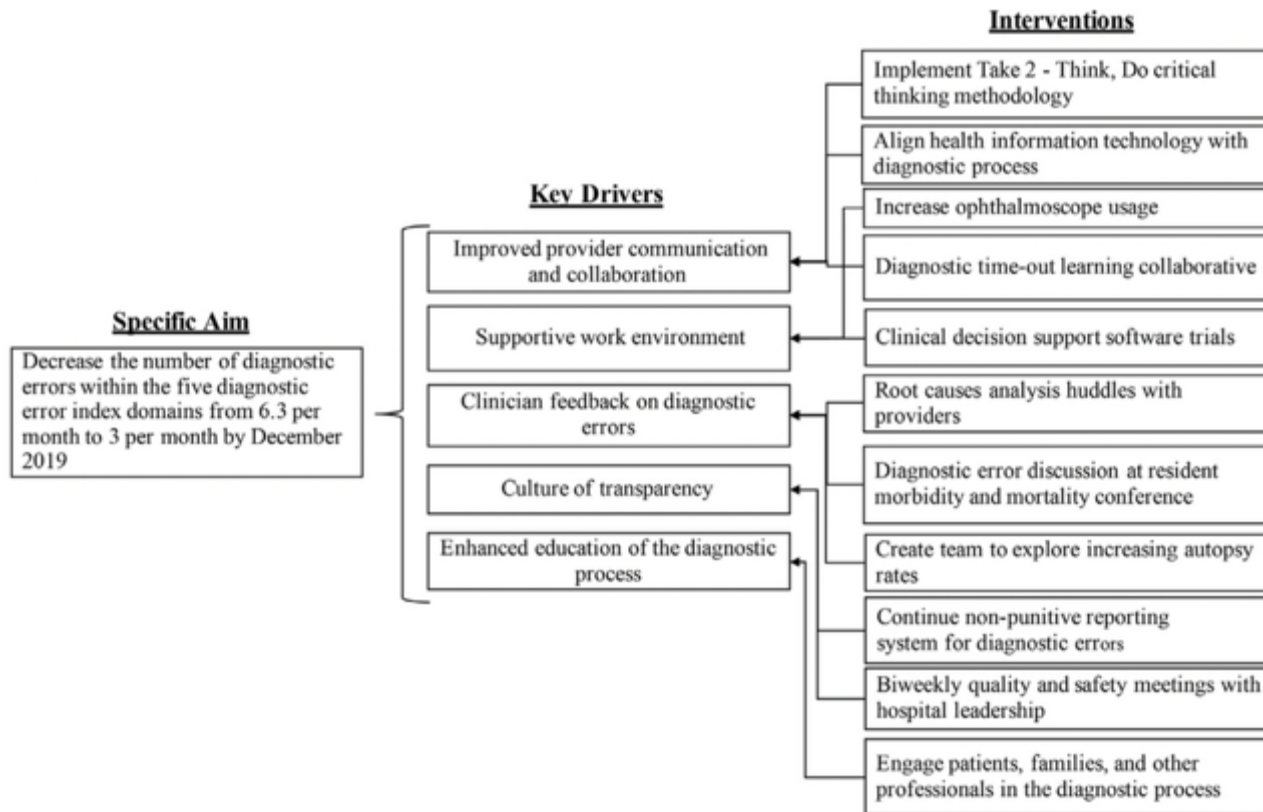 Interventions
Implement Take 2 - Think, Do critical
thinking methodology
Align health information technology with
diagnostic process
Increase ophthalmoscope usage
Diagnostic time-out learning collaborative
Clinical decision support software trials
Root causes analysis huddles with
providers
Diagnostic error discussion at resident
morbidity and mortality conference
Create team to explore increasing autopsy
rates
Continue non-punitive reporting
system for diagnostic errors
Biweekly quality and safety meetings with
hospital leadership
Engage patients, families, and other
professionals in the diagnostic process
Key Drivers
Improved provider communication
and collaboration
Supportive work environment
Clinician feedback on diagnostic
errors
Culture of transparency
Enhanced education of the diagnostic
process
Specific Aim
Decrease the number of diagnostic
errors within the five diagnostic
error index domains from 6.3 per
month to 3 per month by December
2019